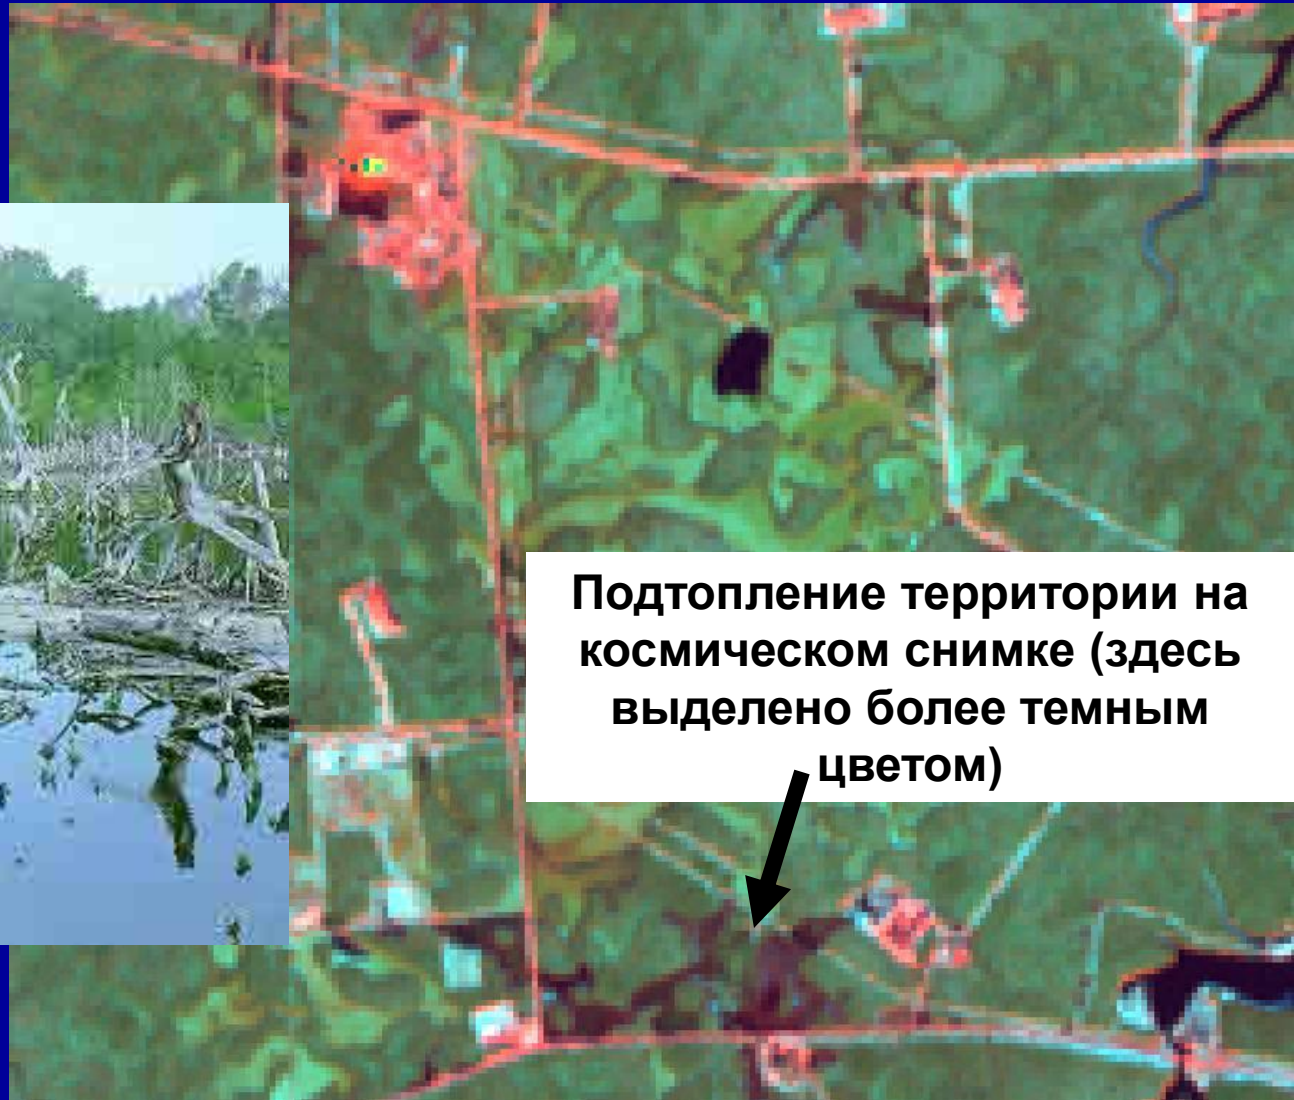 Подтопление территории на
космическом снимке (здесь
выделено более темным
цветом)